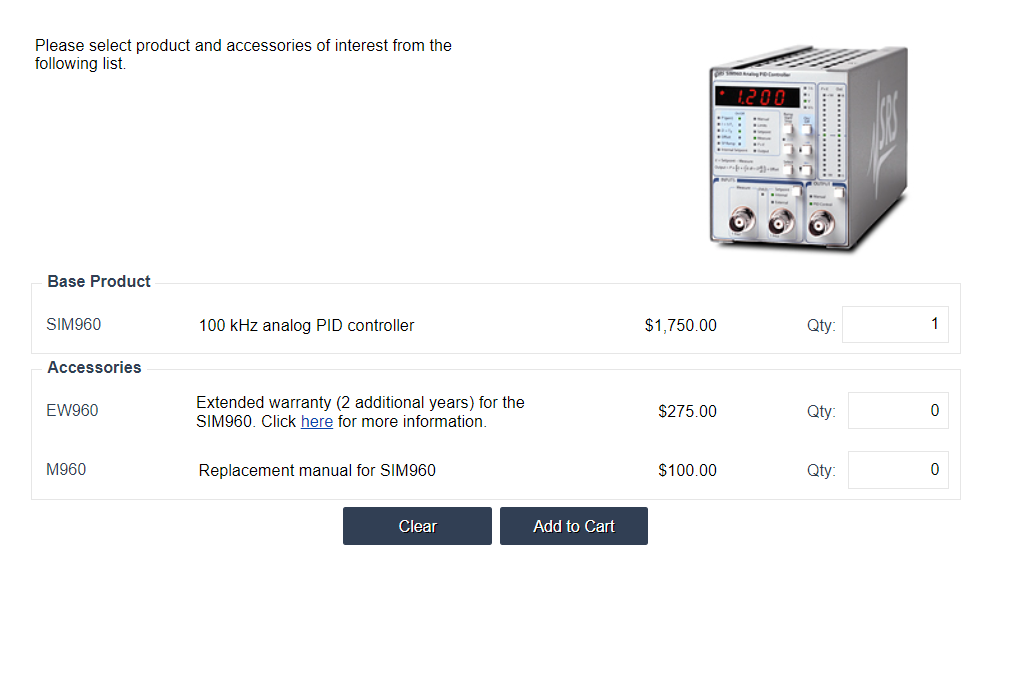 Please select product and accessories of interest from the
following list.
SRS SIM960 Analog PID Controller
1.200
SRS
INPUTS
OUTPUT
Base Product
SIM960 100 kHz analog PID controller $1,750.00 Qty: 1
Accessories
EW960 Extended warranty (2 additional years) for the
SIM960. Click here for more information. $275.00 Qty: 0
M960 Replacement manual for SIM960 $100.00 Qty: 0
Clear Add to Cart